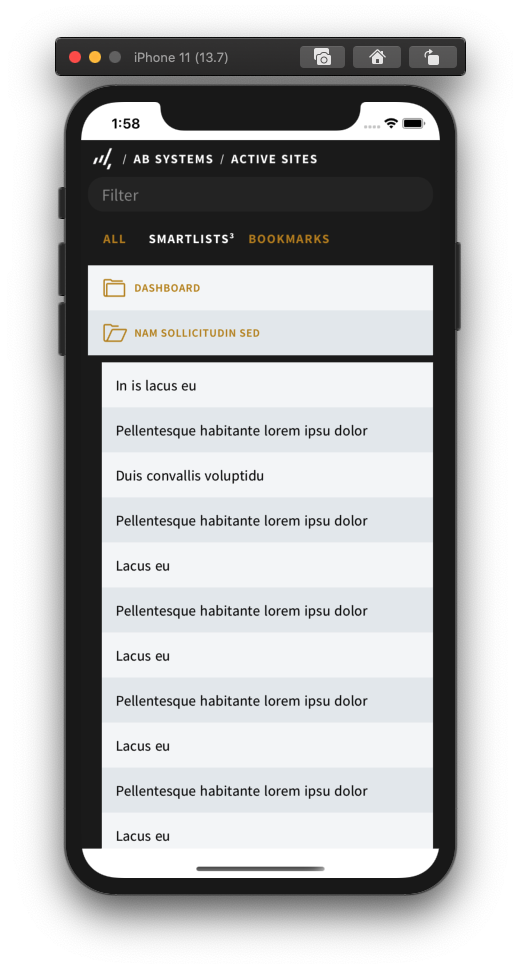 iPhone 11 (13.7)
1:58
/ AB SYSTEMS / ACTIVE SITES
Filter
ALL SMARTLISTS³ BOOKMARKS
DASHBOARD
NAM SOLLICITUDIN SED
In is lacus eu
Pellentesque habitante lorem ipsu dolor
Duis convallis voluptidu
Pellentesque habitante lorem ipsu dolor
Lacus eu
Pellentesque habitante lorem ipsu dolor
Lacus eu
Pellentesque habitante lorem ipsu dolor
Lacus eu
Pellentesque habitante lorem ipsu dolor
Lacus eu